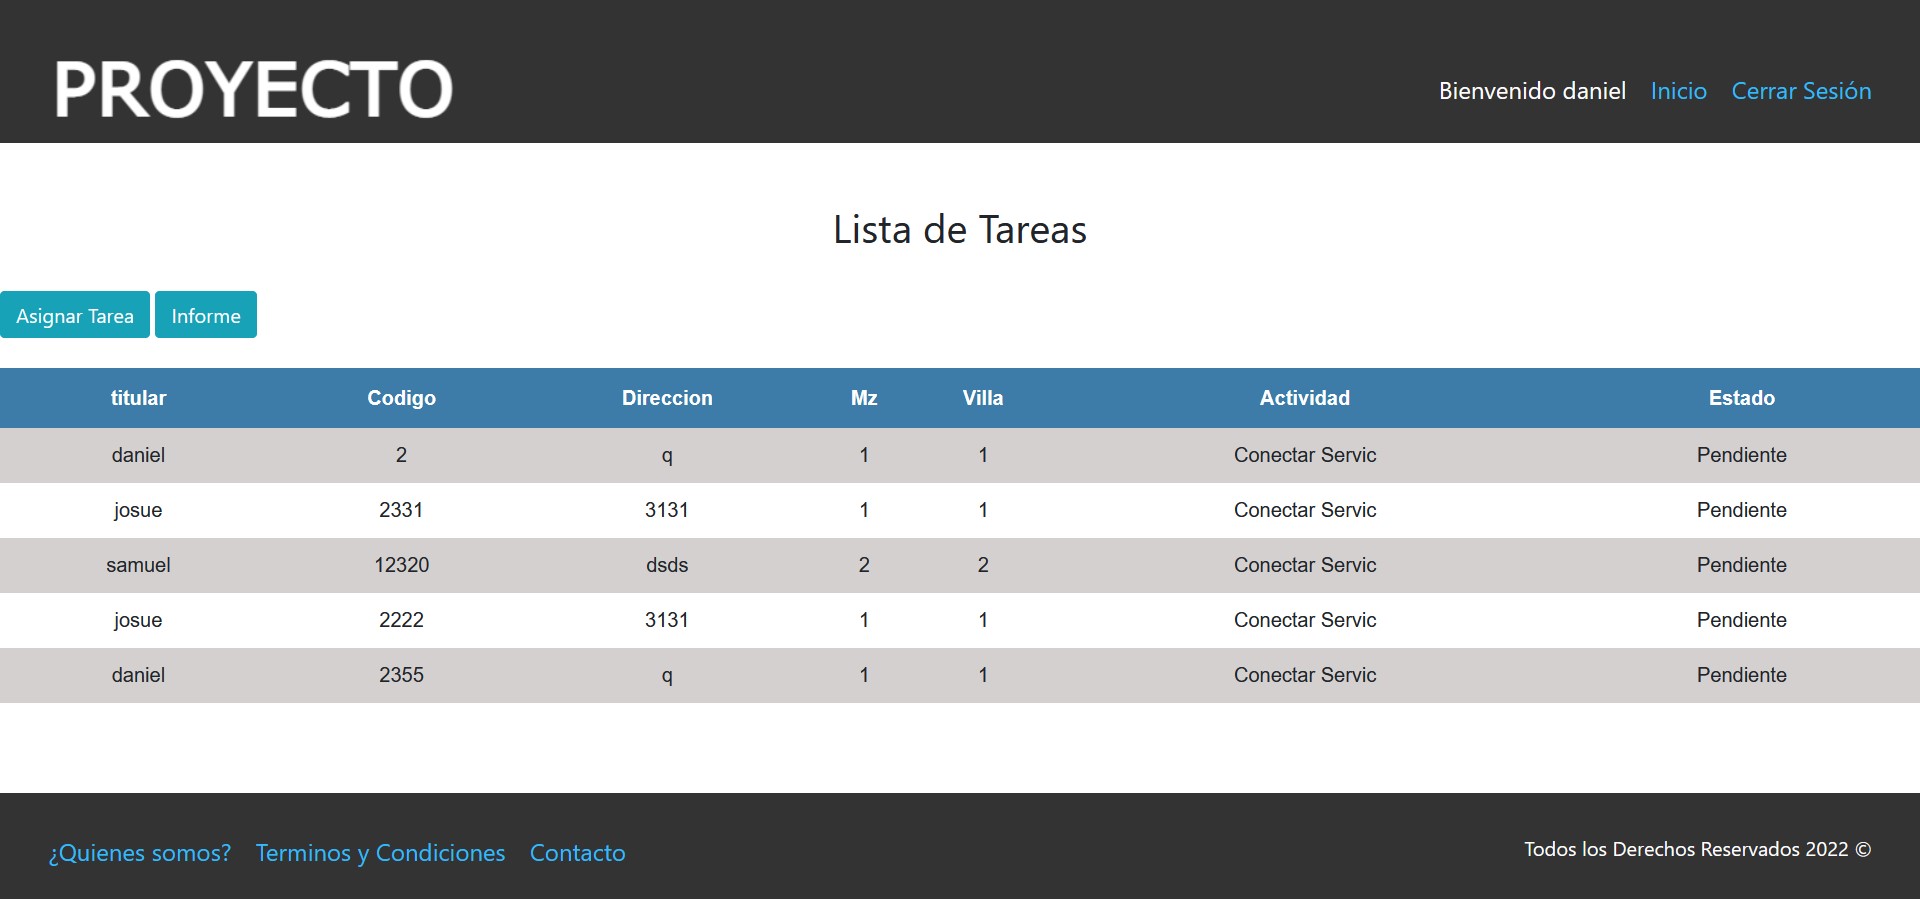 PROYECTO
Bienvenido daniel Inicio Cerrar Sesión
Lista de Tareas
Asignar Tarea Informe
titular Codigo Direccion Mz Villa Actividad Estado
daniel 2 q 1 1 Conectar Servic Pendiente
josue 2331 3131 1 1 Conectar Servic Pendiente
samuel 12320 dsds 2 2 Conectar Servic Pendiente
josue 2222 3131 1 1 Conectar Servic Pendiente
daniel 2355 q 1 1 Conectar Servic Pendiente
¿Quienes somos? Terminos y Condiciones Contacto
Todos los Derechos Reservados 2022 ©